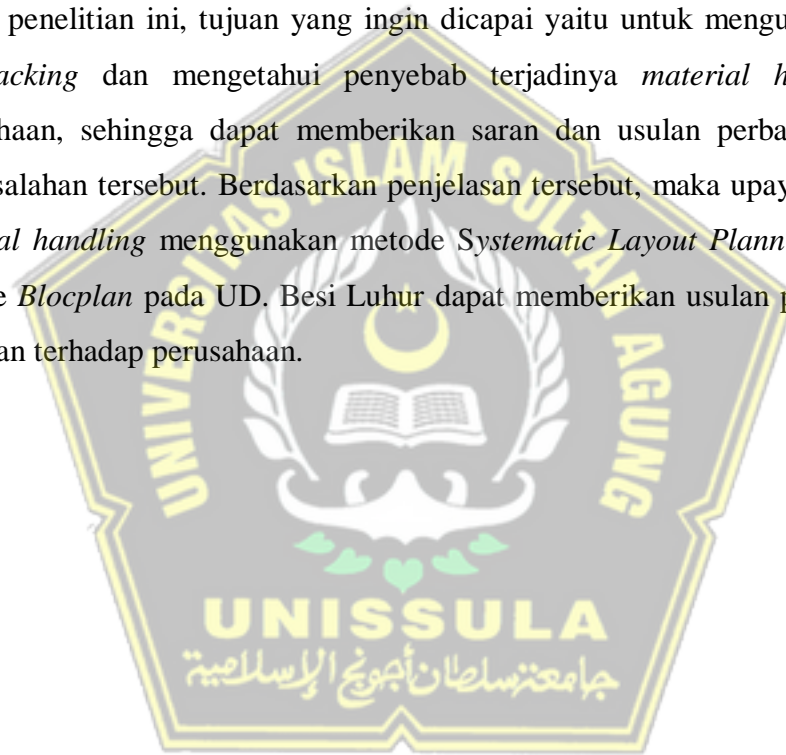 penelitian ini, tujuan yang ingin dicapai yaitu untuk mengu
acking dan mengetahui penyebab terjadinya material h
haan, sehingga dapat memberikan saran dan usulan perba
salahan tersebut. Berdasarkan penjelasan tersebut, maka upay
al handling menggunakan metode Systematic Layout Plann
e Blocplan pada UD. Besi Luhur dapat memberikan usulan p
an terhadap perusahaan.
UNIVERSITAS ISLAM SULTAN AGUNG
UNISSULA
جامعة سلطان أجونج الإسلامية